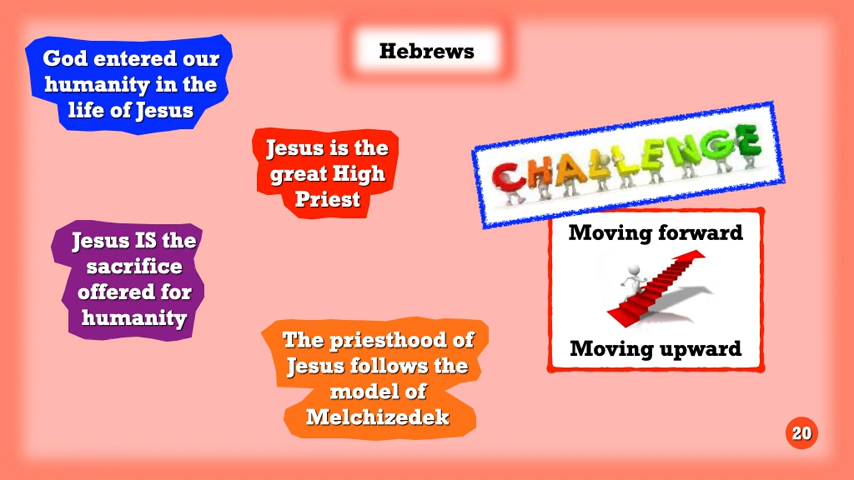 Hebrews
God entered our
humanity in the
life of Jesus
Jesus is the
great High
Priest
CHALLENGE
Jesus IS the
sacrifice
offered for
humanity
Moving forward
Moving upward
The priesthood of
Jesus follows the
model of
Melchizedek
20